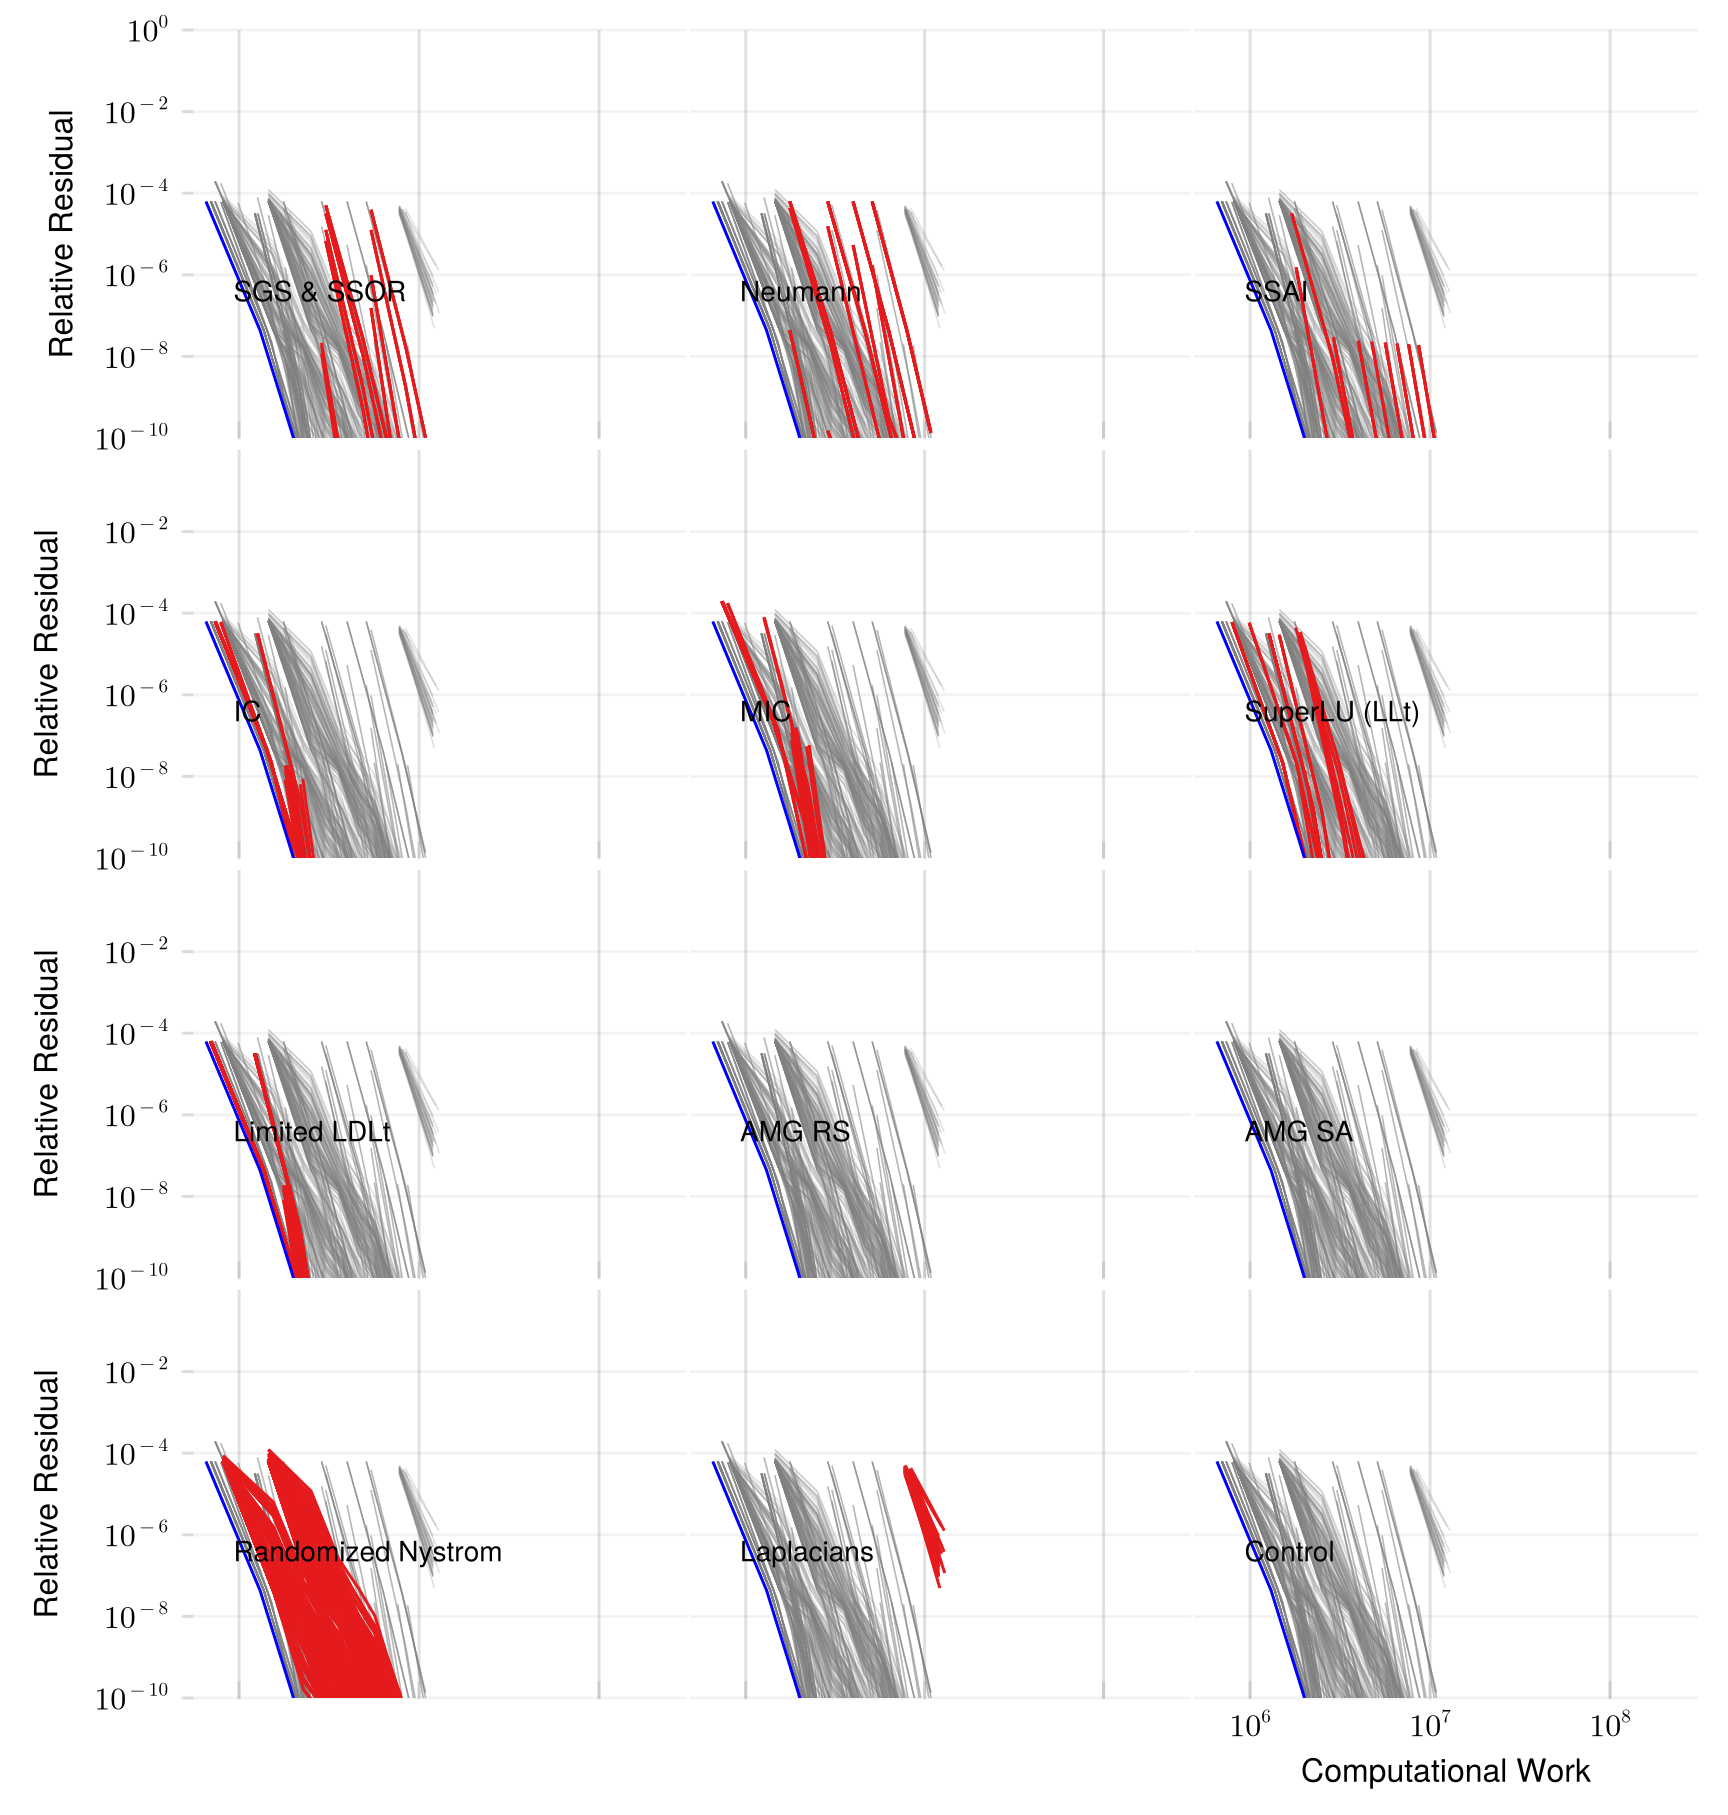 10^0
10^−2
10^−4
10^−6
10^−8
10^−10
Relative Residual
SGS & SSOR
Neumann
SSAI
10^−2
10^−4
10^−6
10^−8
10^−10
Relative Residual
IC
MIC
SuperLU (LLt)
10^−2
10^−4
10^−6
10^−8
10^−10
Relative Residual
Limited LDLt
AMG RS
AMG SA
10^−2
10^−4
10^−6
10^−8
10^−10
Relative Residual
Randomized Nystrom
Laplacians
Control
10^6 10^7 10^8
Computational Work